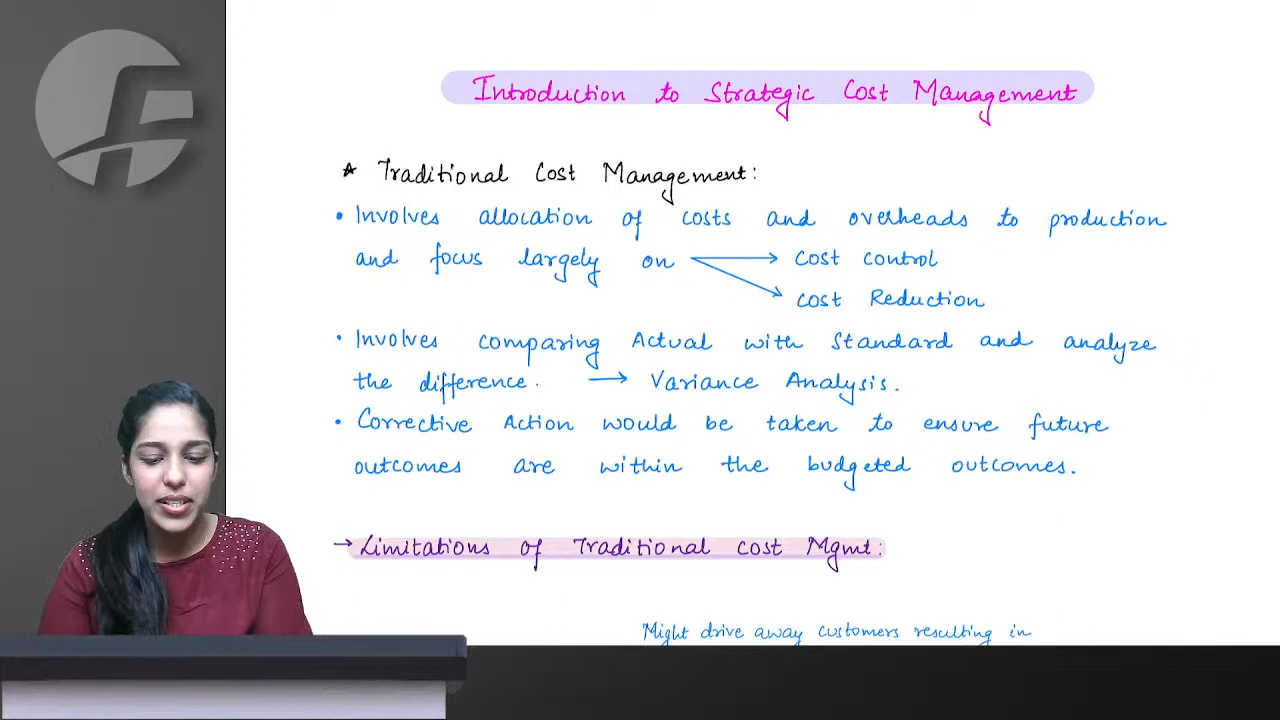 Introduction to Strategic Cost Management
* Traditional Cost Management:
• Involves allocation of costs and overheads to production
and focus largely on → Cost control
→ Cost Reduction
• Involves comparing Actual with Standard and analyze
the difference. → Variance Analysis.
• Corrective Action would be taken to ensure future
outcomes are within the budgeted outcomes.
→ Limitations of Traditional Cost Mgmt:
Might drive away customers resulting in